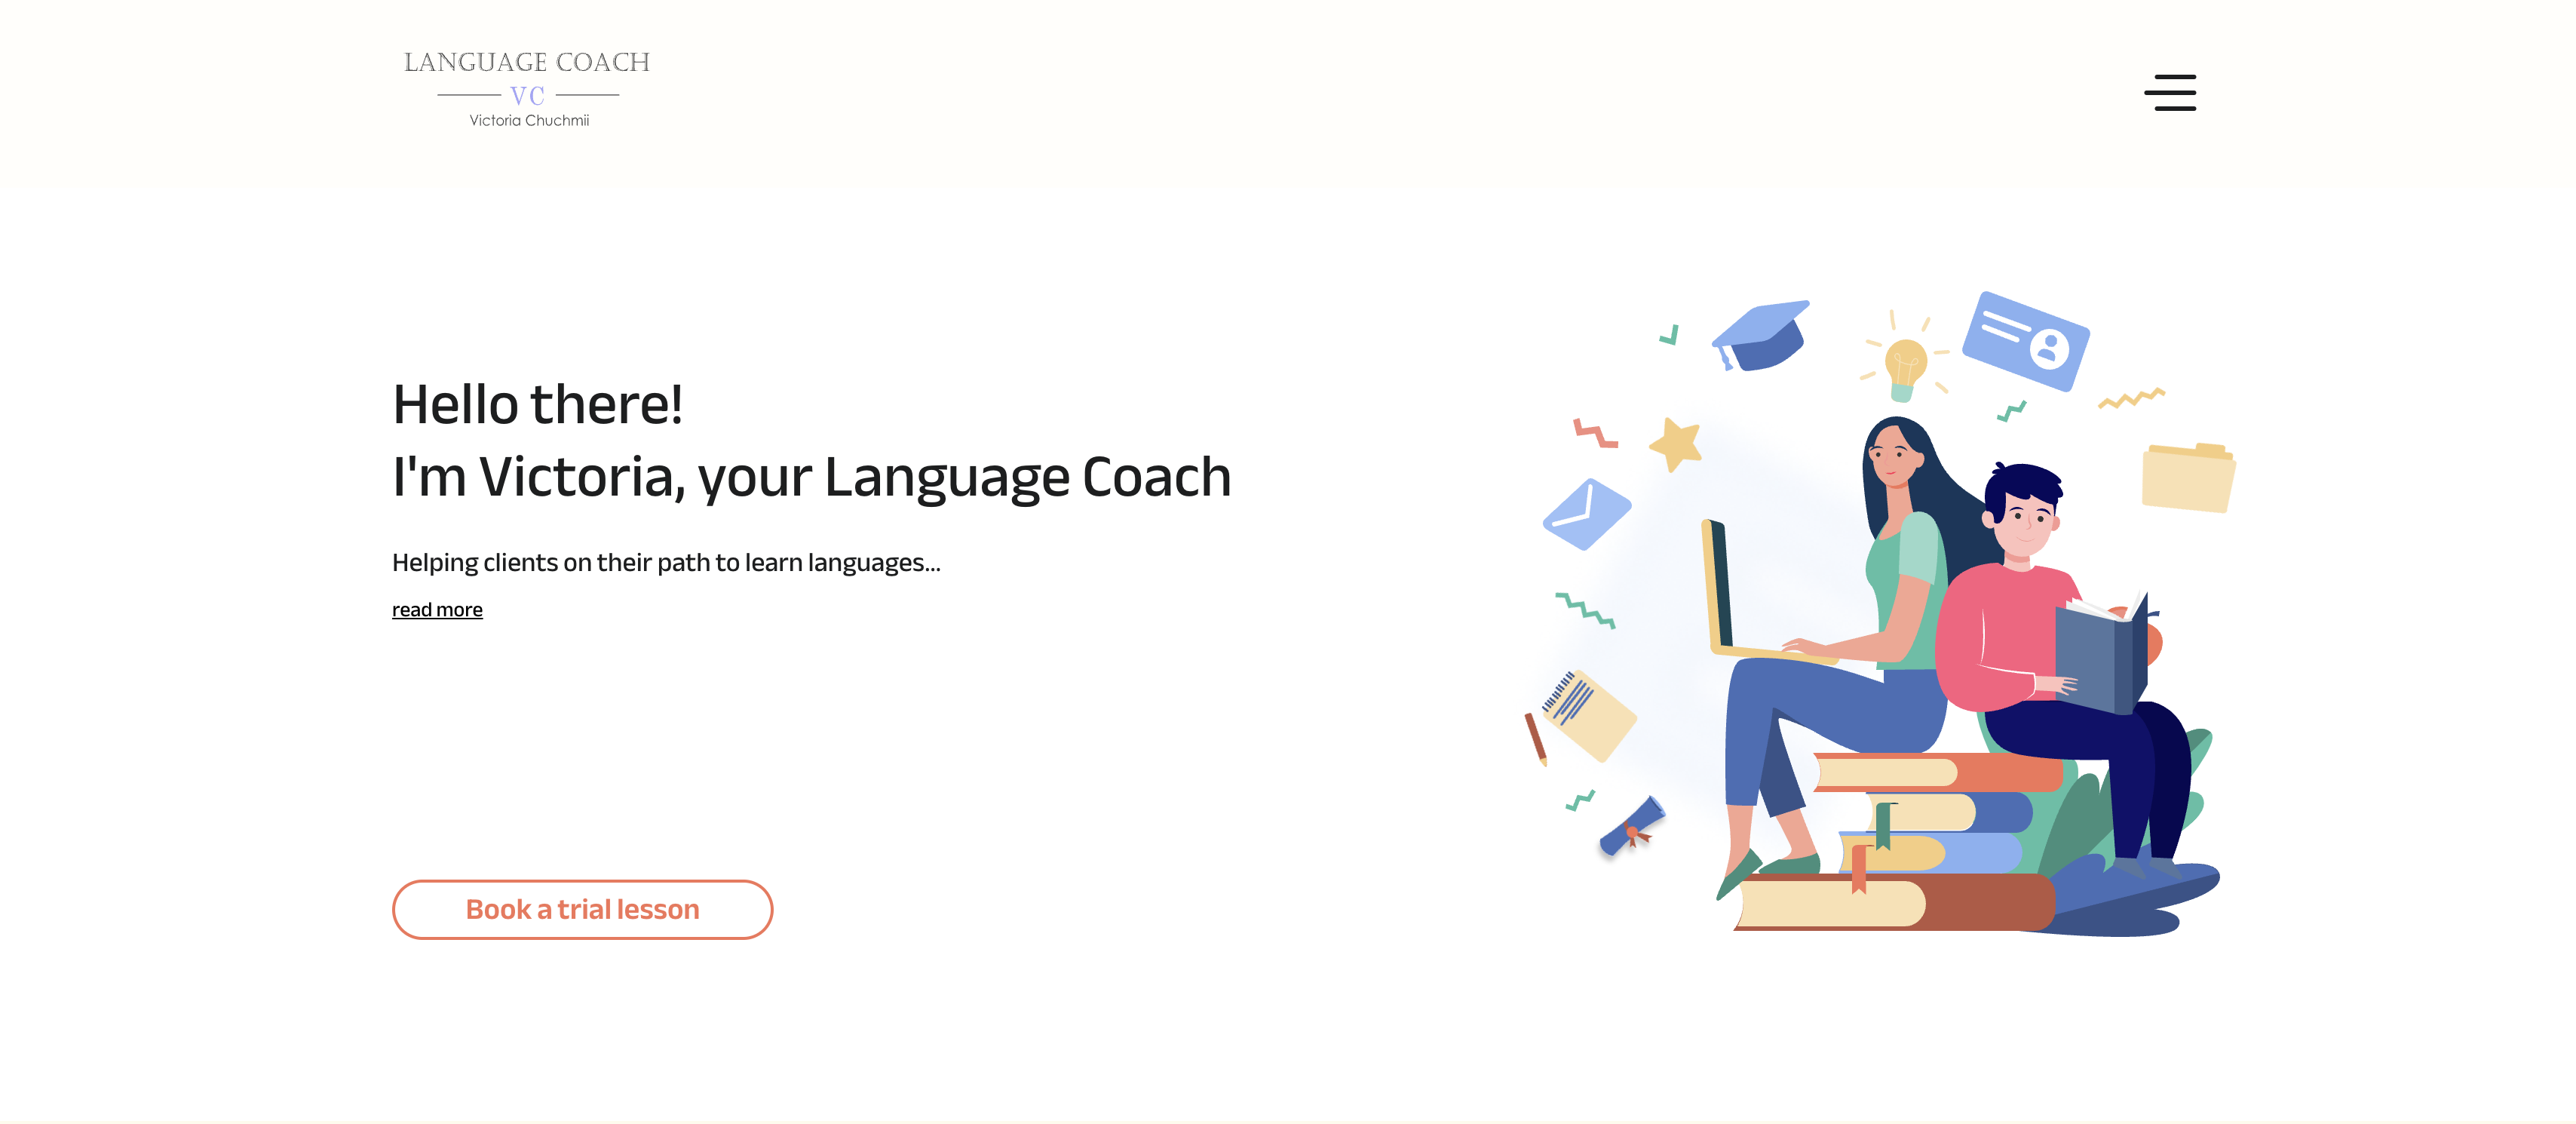 LANGUAGE COACH
VC
Victoria Chuchmii
Hello there!
I'm Victoria, your Language Coach
Helping clients on their path to learn languages...
read more
Book a trial lesson